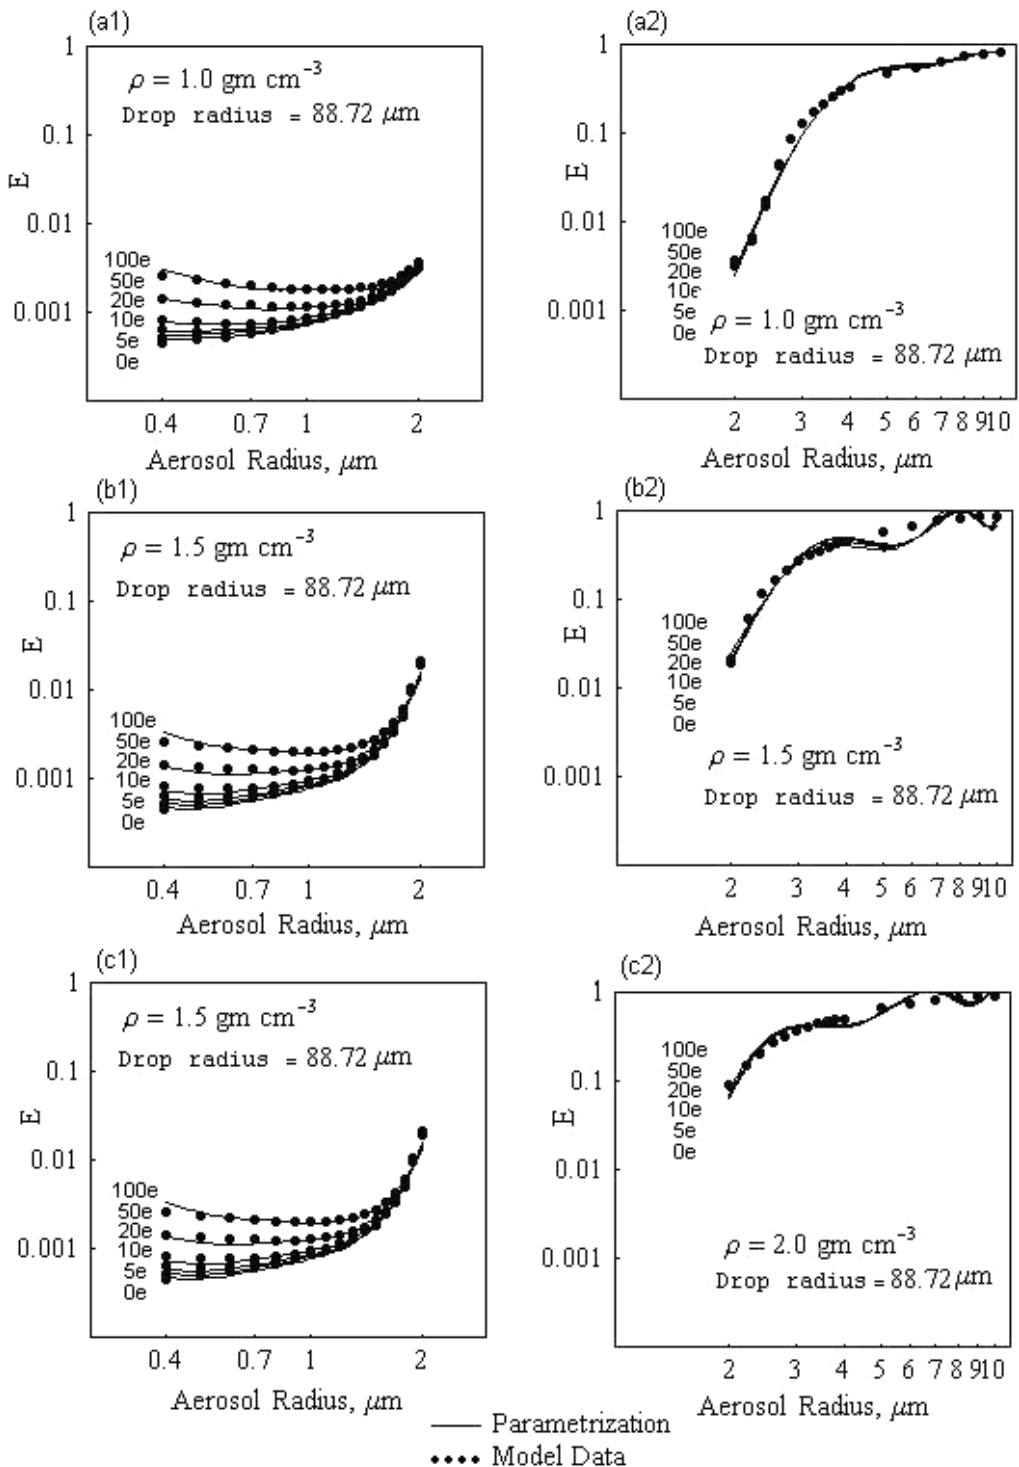 (a1)
1
0.1
E
0.01
0.001
ρ = 1.0 gm cm⁻³
Drop radius = 88.72 μm
100e
50e
20e
10e
5e
0e
0.4 0.7 1 2
Aerosol Radius, μm
(a2)
1
0.1
E
0.01
0.001
100e
50e
20e
10e
5e
0e
ρ = 1.0 gm cm⁻³
Drop radius = 88.72 μm
2 3 4 5 6 7 8 9 10
Aerosol Radius, μm
(b1)
1
0.1
E
0.01
0.001
ρ = 1.5 gm cm⁻³
Drop radius = 88.72 μm
100e
50e
20e
10e
5e
0e
0.4 0.7 1 2
Aerosol Radius, μm
(b2)
1
0.1
E
0.01
0.001
100e
50e
20e
10e
5e
0e
ρ = 1.5 gm cm⁻³
Drop radius = 88.72 μm
2 3 4 5 6 7 8 9 10
Aerosol Radius, μm
(c1)
1
0.1
E
0.01
0.001
ρ = 1.5 gm cm⁻³
Drop radius = 88.72 μm
100e
50e
20e
10e
5e
0e
0.4 0.7 1 2
Aerosol Radius, μm
(c2)
1
0.1
E
0.01
0.001
100e
50e
20e
10e
5e
0e
ρ = 2.0 gm cm⁻³
Drop radius = 88.72 μm
2 3 4 5 6 7 8 9 10
Aerosol Radius, μm
Parametrization
Model Data